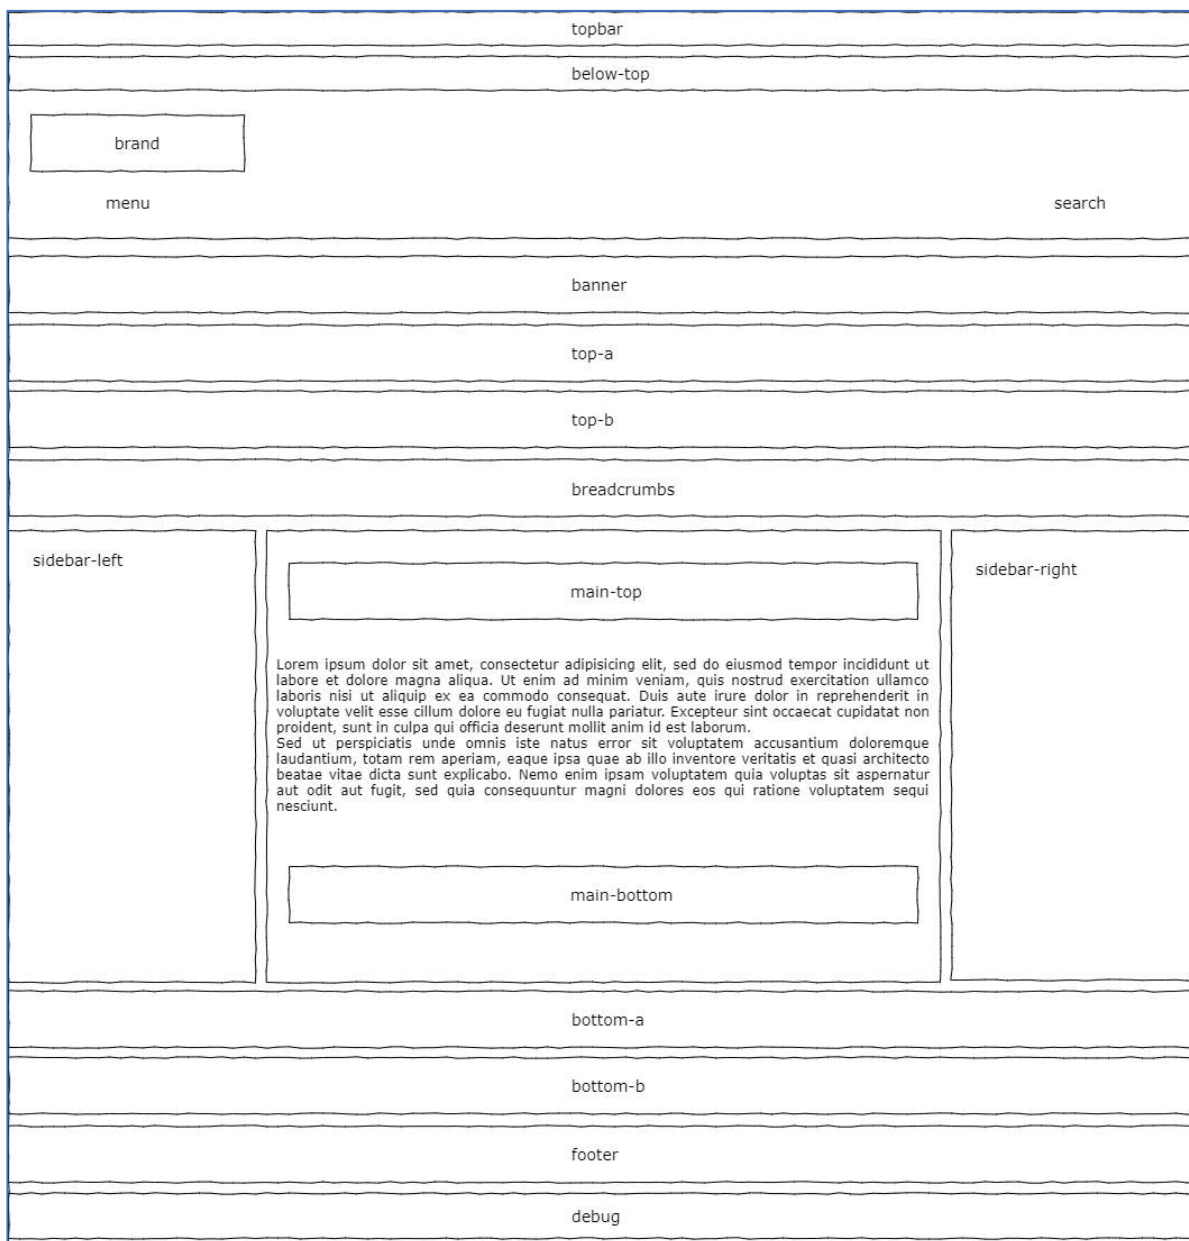 topbar
below-top
brand
menu
search
banner
top-a
top-b
breadcrumbs
sidebar-left
sidebar-right
main-top
Lorem ipsum dolor sit amet, consectetur adipisicing elit, sed do eiusmod tempor incididunt ut
labore et dolore magna aliqua. Ut enim ad minim veniam, quis nostrud exercitation ullamco
laboris nisi ut aliquip ex ea commodo consequat. Duis aute irure dolor in reprehenderit in
voluptate velit esse cillum dolore eu fugiat nulla pariatur. Excepteur sint occaecat cupidatat non
proident, sunt in culpa qui officia deserunt mollit anim id est laborum.
Sed ut perspiciatis unde omnis iste natus error sit voluptatem accusantium doloremque
laudantium, totam rem aperiam, eaque ipsa quae ab illo inventore veritatis et quasi architecto
beatae vitae dicta sunt explicabo. Nemo enim ipsam voluptatem quia voluptas sit aspernatur
aut odit aut fugit, sed quia consequuntur magni dolores eos qui ratione voluptatem sequi
nesciunt.
main-bottom
bottom-a
bottom-b
footer
debug